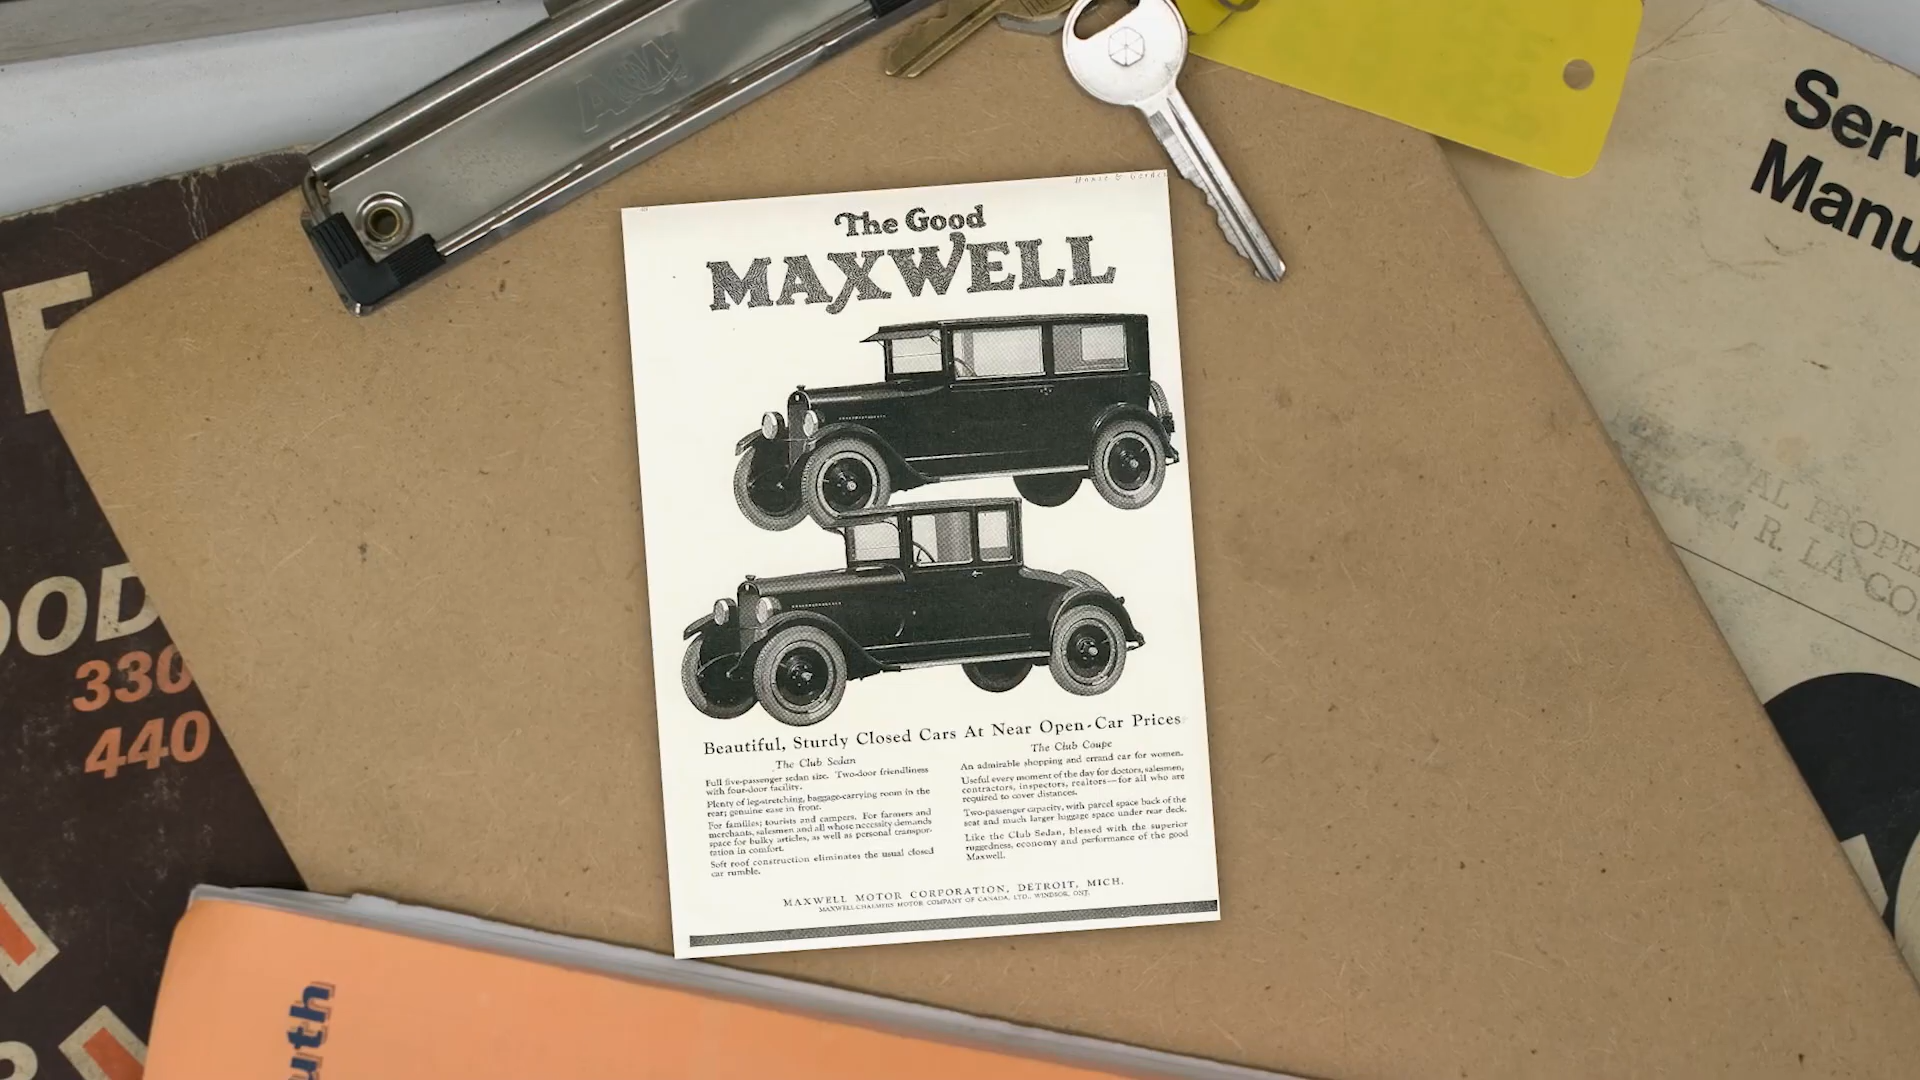 A&W
Serv
Manu
House & Garden
The Good
MAXWELL
Beautiful, Sturdy Closed Cars At Near Open-Car Prices
The Club Sedan
Full five-passenger sedan size. Two-door friendliness
with four-door facility.
Plenty of leg-stretching, baggage-carrying room in the
rear; genuine ease in front.
For families; tourists and campers. For farmers and
merchants, salesmen and all whose necessity demands
space for bulky articles, as well as personal transpor-
tation in comfort.
Soft roof construction eliminates the usual closed
car rumble.
The Club Coupe
An admirable shopping and errand car for women.
Useful every moment of the day for doctors, salesmen,
contractors, inspectors, realtors—for all who are
required to cover distances.
Two-passenger capacity, with parcel space back of the
seat and much larger luggage space under rear deck.
Like the Club Sedan, blessed with the superior
ruggedness, economy and performance of the good
Maxwell.
MAXWELL MOTOR CORPORATION, DETROIT, MICH.
MAXWELL-CHALMERS MOTOR COMPANY OF CANADA, LTD., WINDSOR, ONT.
OOD
330
440
AL PROPE
R. LA CO
uth